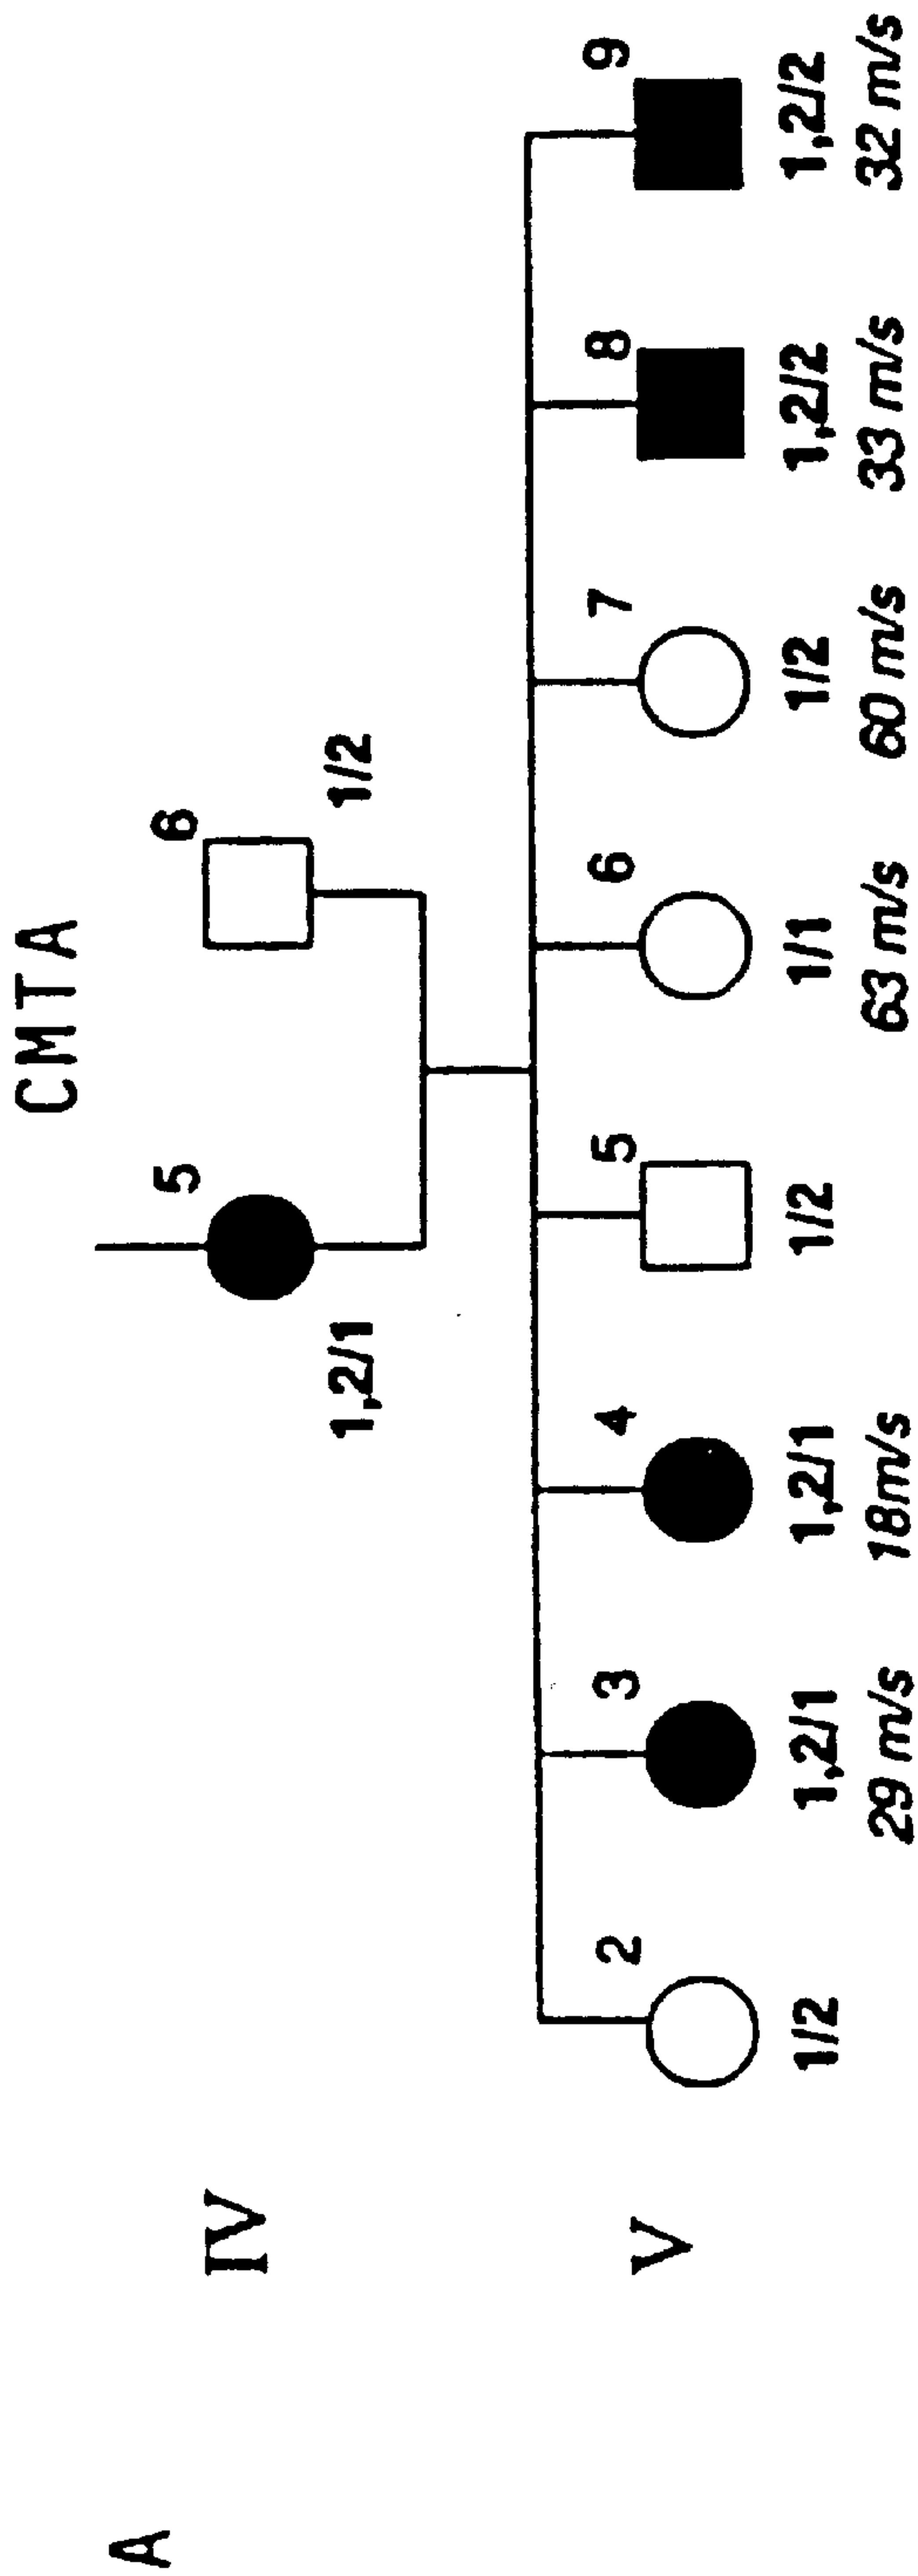 A
CMTA
IV
5 6
1,2/1 1/2
V
2 3 4 5 6 7 8 9
1/2 1,2/1 1,2/1 1/2 1/1 1/2 1,2/2 1,2/2
29 m/s 18m/s 63 m/s 60 m/s 33 m/s 32 m/s